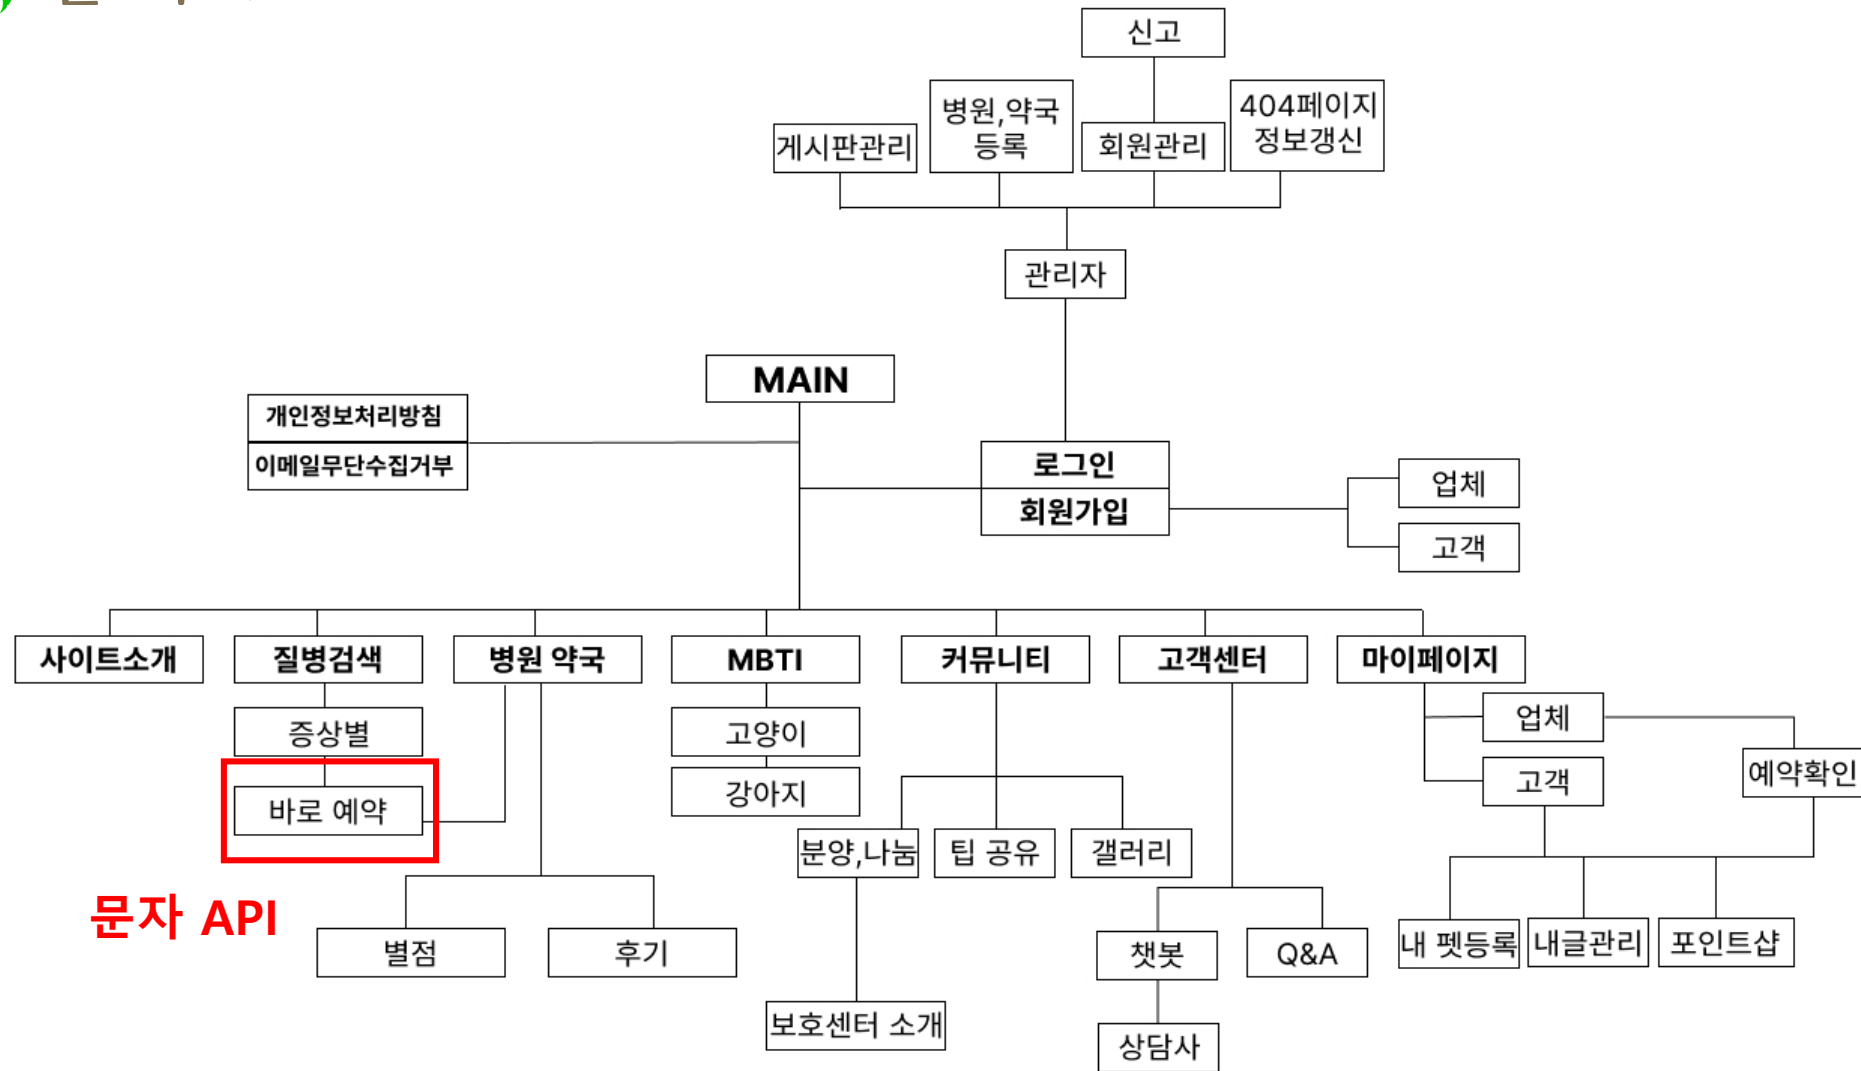 신고
병원,약국
등록
404페이지
정보갱신
게시판관리
회원관리
관리자
MAIN
개인정보처리방침
이메일무단수집거부
로그인
회원가입
업체
고객
사이트소개
질병검색
병원 약국
MBTI
커뮤니티
고객센터
마이페이지
증상별
고양이
업체
바로 예약
강아지
고객
예약확인
분양,나눔
팁 공유
갤러리
문자 API
별점
후기
챗봇
Q&A
내 펫등록
내글관리
포인트샵
보호센터 소개
상담사